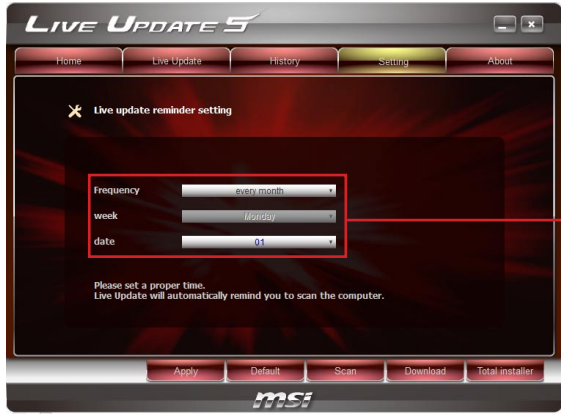 LIVE UPDATE 5
Home Live Update History Setting About
Live update reminder setting
Frequency every month
week Monday
date 01
Please set a proper time.
Live Update will automatically remind you to scan the computer.
Apply Default Scan Download Total installer
msi